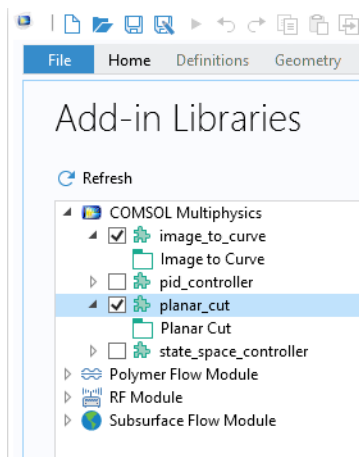 File Home Definitions Geometry
Add-in Libraries
Refresh
COMSOL Multiphysics
image_to_curve
Image to Curve
pid_controller
planar_cut
Planar Cut
state_space_controller
Polymer Flow Module
RF Module
Subsurface Flow Module